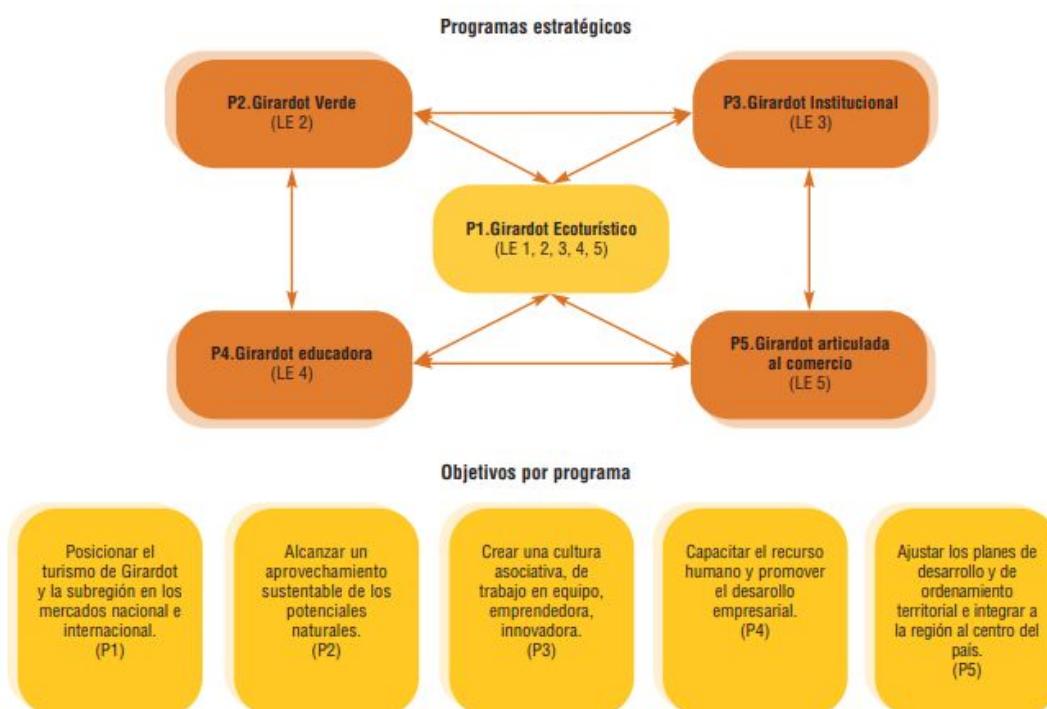 Programas estratégicos
P2.Girardot Verde
(LE 2)
P3.Girardot Institucional
(LE 3)
P1.Girardot Ecoturístico
(LE 1, 2, 3, 4, 5)
P4.Girardot educadora
(LE 4)
P5.Girardot articulada
al comercio
(LE 5)
Objetivos por programa
Posicionar el
turismo de Girardot
y la subregión en los
mercados nacional e
internacional.
(P1)
Alcanzar un
aprovechamiento
sustentable de los
potenciales
naturales.
(P2)
Crear una cultura
asociativa, de
trabajo en equipo,
emprendedora,
innovadora.
(P3)
Capacitar el recurso
humano y promover
el desarollo
empresarial.
(P4)
Ajustar los planes de
desarrollo y de
ordenamiento
territorial e integrar a
la región al centro del
país.
(P5)